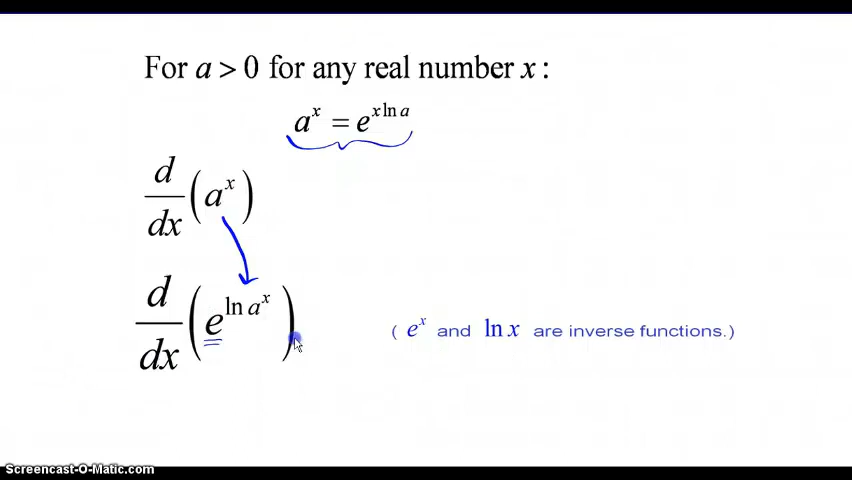 For a > 0 for any real number x :
a^x = e^{x ln a}
d/dx (a^x)
d/dx (e^{ln a^x})
( e^x and ln x are inverse functions.)
Screencast-O-Matic.com